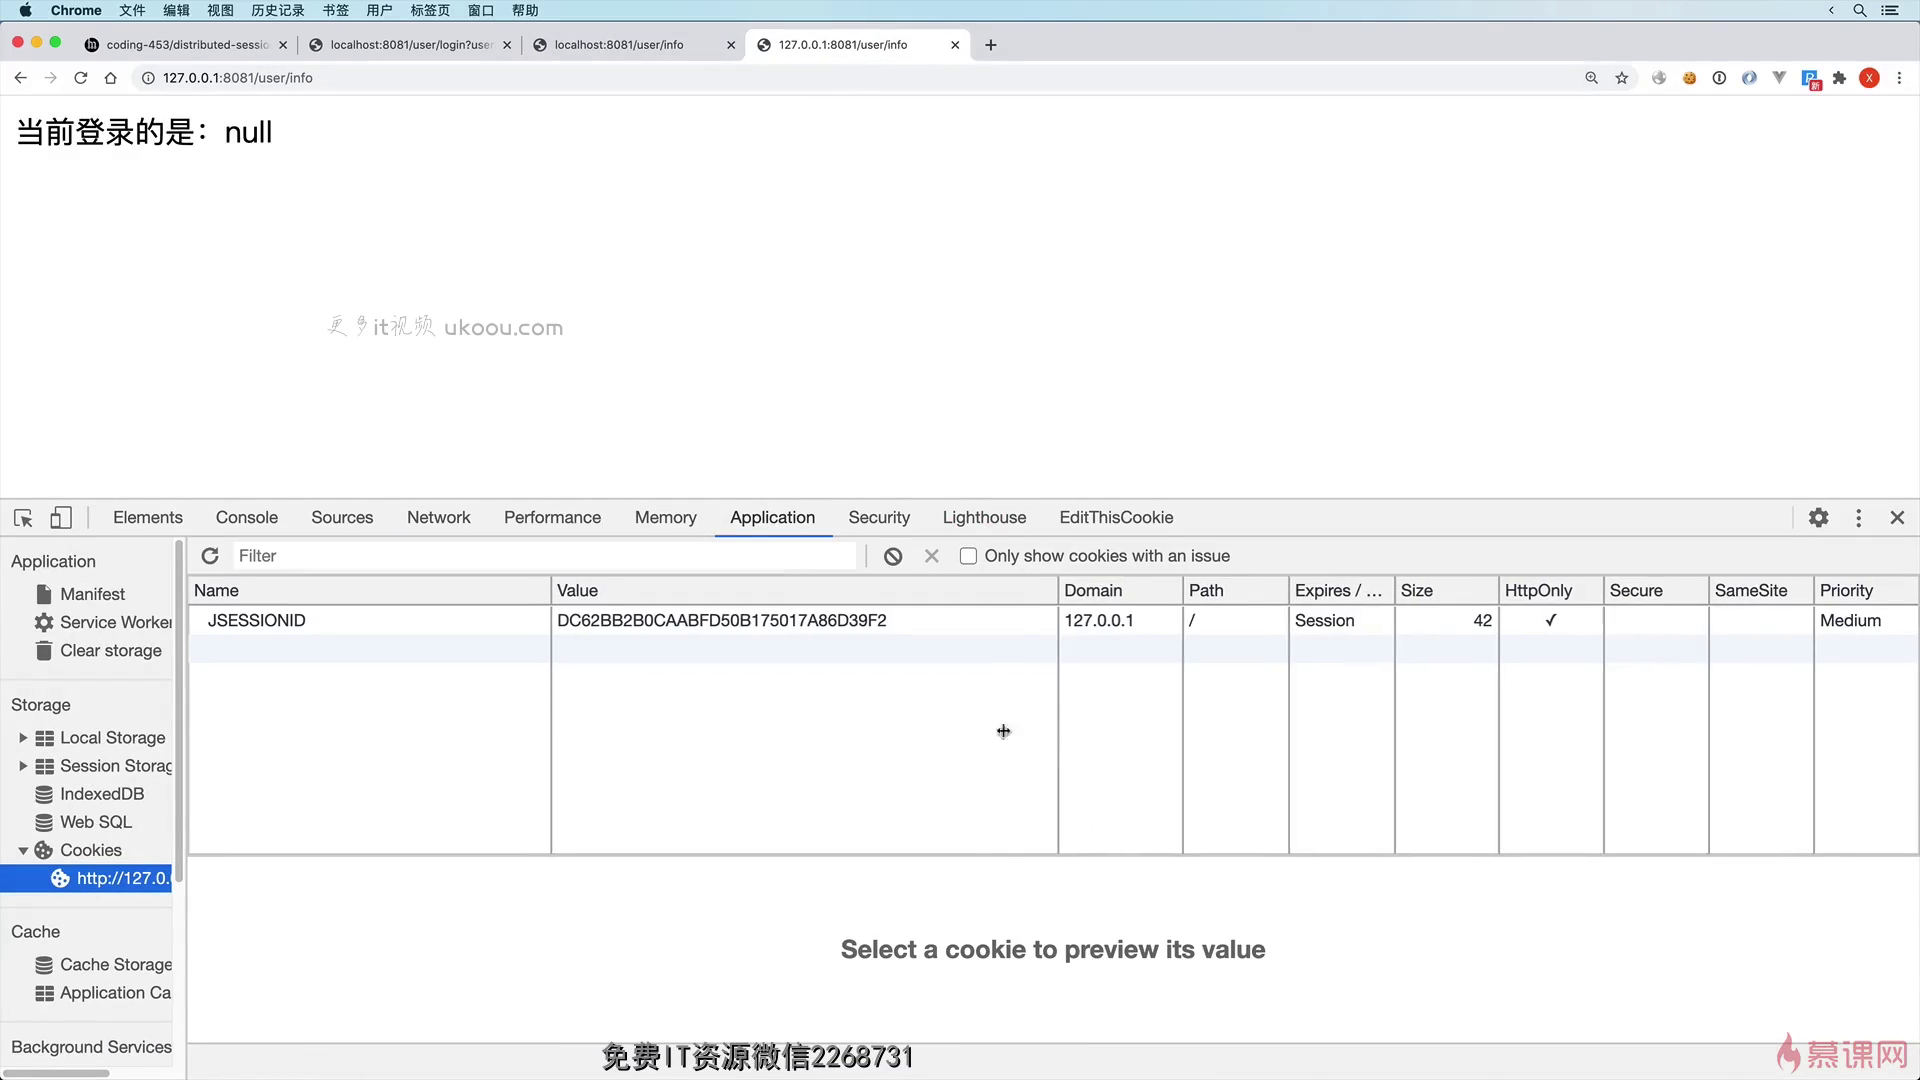 Chrome 文件 编辑 视图 历史记录 书签 用户 标签页 窗口 帮助
coding-453/distributed-sessio localhost:8081/user/login?user localhost:8081/user/info 127.0.0.1:8081/user/info
127.0.0.1:8081/user/info
新 X
当前登录的是：null
更多it视频 ukoou.com
Elements Console Sources Network Performance Memory Application Security Lighthouse EditThisCookie
Application
Manifest
Service Worker
Clear storage
Storage
Local Storage
Session Storag
IndexedDB
Web SQL
Cookies
http://127.0.
Cache
Cache Storage
Application Ca
Background Services
Filter Only show cookies with an issue
Name Value Domain Path Expires / ... Size HttpOnly Secure SameSite Priority
JSESSIONID DC62BB2B0CAABFD50B175017A86D39F2 127.0.0.1 / Session 42 ✓ Medium
Select a cookie to preview its value
免费IT资源微信2268731
慕课网